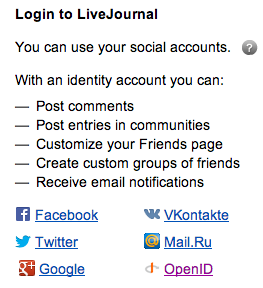 Login to LiveJournal
You can use your social accounts. ?
With an identity account you can:
— Post comments
— Post entries in communities
— Customize your Friends page
— Create custom groups of friends
— Receive email notifications
Facebook VKontakte
Twitter Mail.Ru
Google OpenID